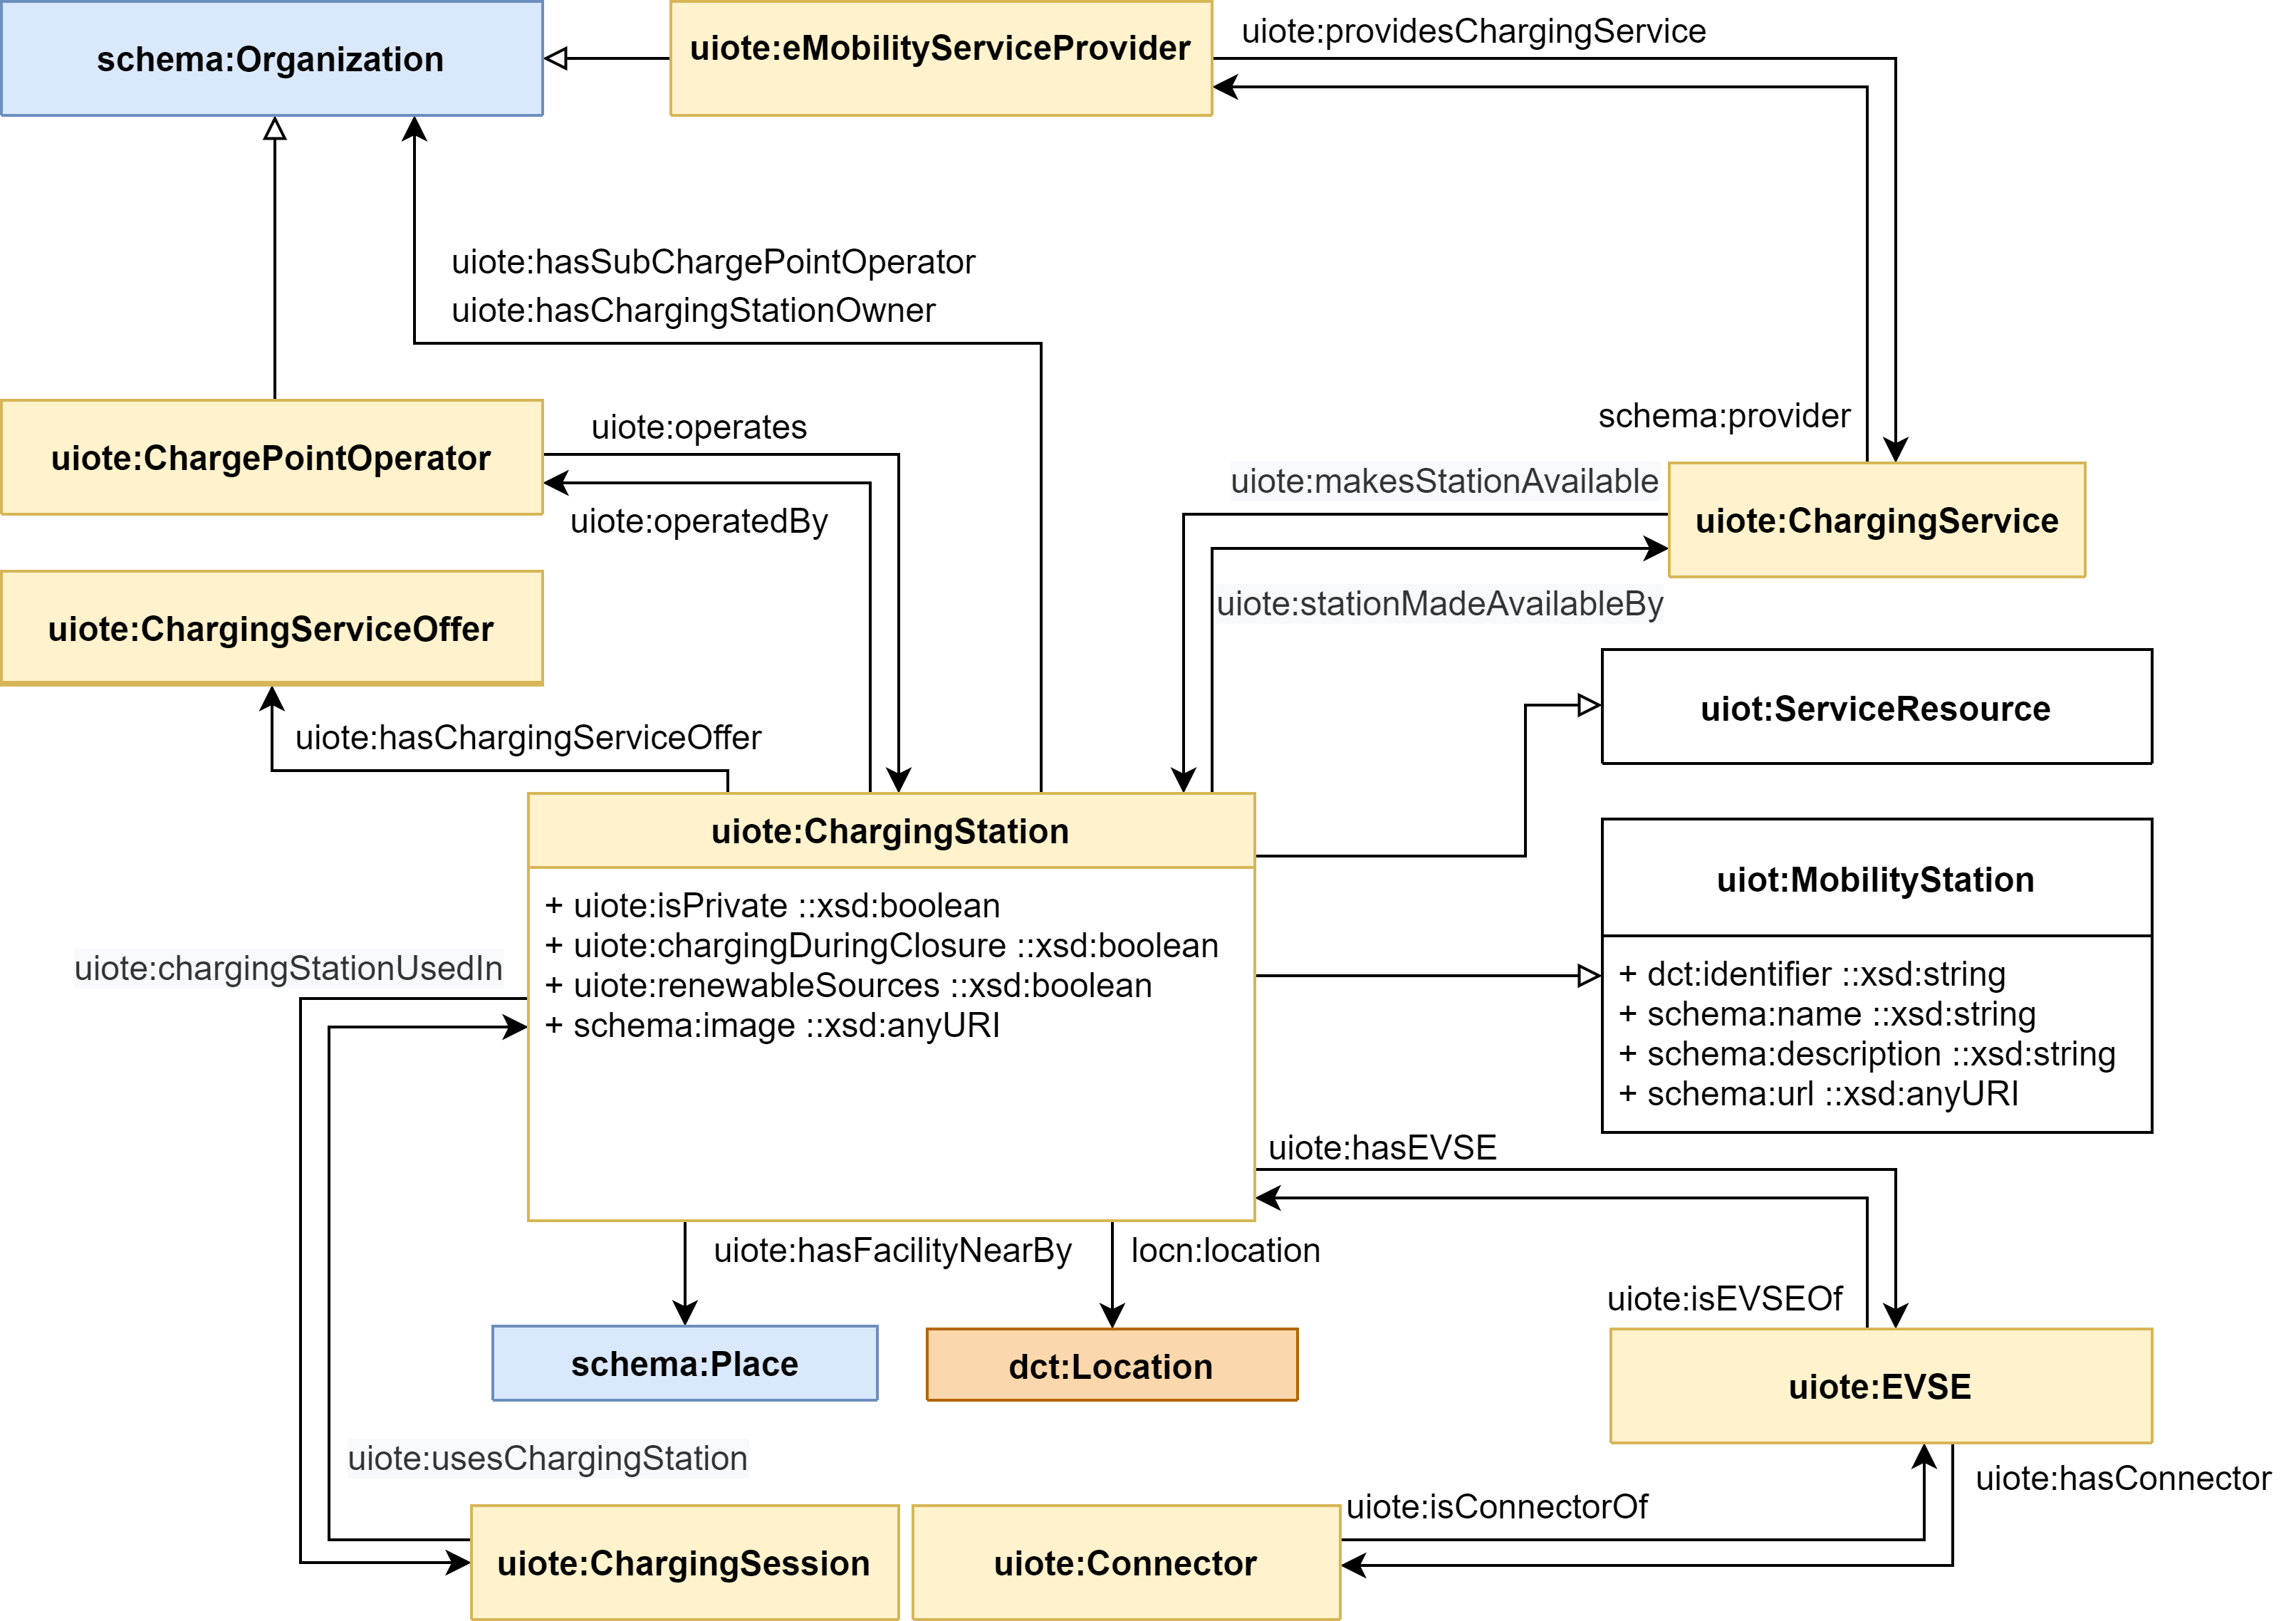 schema:Organization
uiote:eMobilityServiceProvider
uiote:providesChargingService
uiote:hasSubChargePointOperator
uiote:hasChargingStationOwner
uiote:ChargePointOperator
uiote:operates
uiote:operatedBy
schema:provider
uiote:makesStationAvailable
uiote:ChargingService
uiote:stationMadeAvailableBy
uiote:ChargingServiceOffer
uiote:hasChargingServiceOffer
uiot:ServiceResource
uiote:ChargingStation
+ uiote:isPrivate ::xsd:boolean
+ uiote:chargingDuringClosure ::xsd:boolean
+ uiote:renewableSources ::xsd:boolean
+ schema:image ::xsd:anyURI
uiot:MobilityStation
+ dct:identifier ::xsd:string
+ schema:name ::xsd:string
+ schema:description ::xsd:string
+ schema:url ::xsd:anyURI
uiote:chargingStationUsedIn
uiote:hasEVSE
uiote:hasFacilityNearBy
locn:location
uiote:isEVSEOf
schema:Place
dct:Location
uiote:EVSE
uiote:usesChargingStation
uiote:hasConnector
uiote:isConnectorOf
uiote:ChargingSession
uiote:Connector